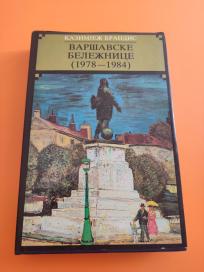 КАЗИМЈЕЖ БРАНДИС
ВАРШАВСКЕ
БЕЛЕЖНИЦЕ
(1978—1984)